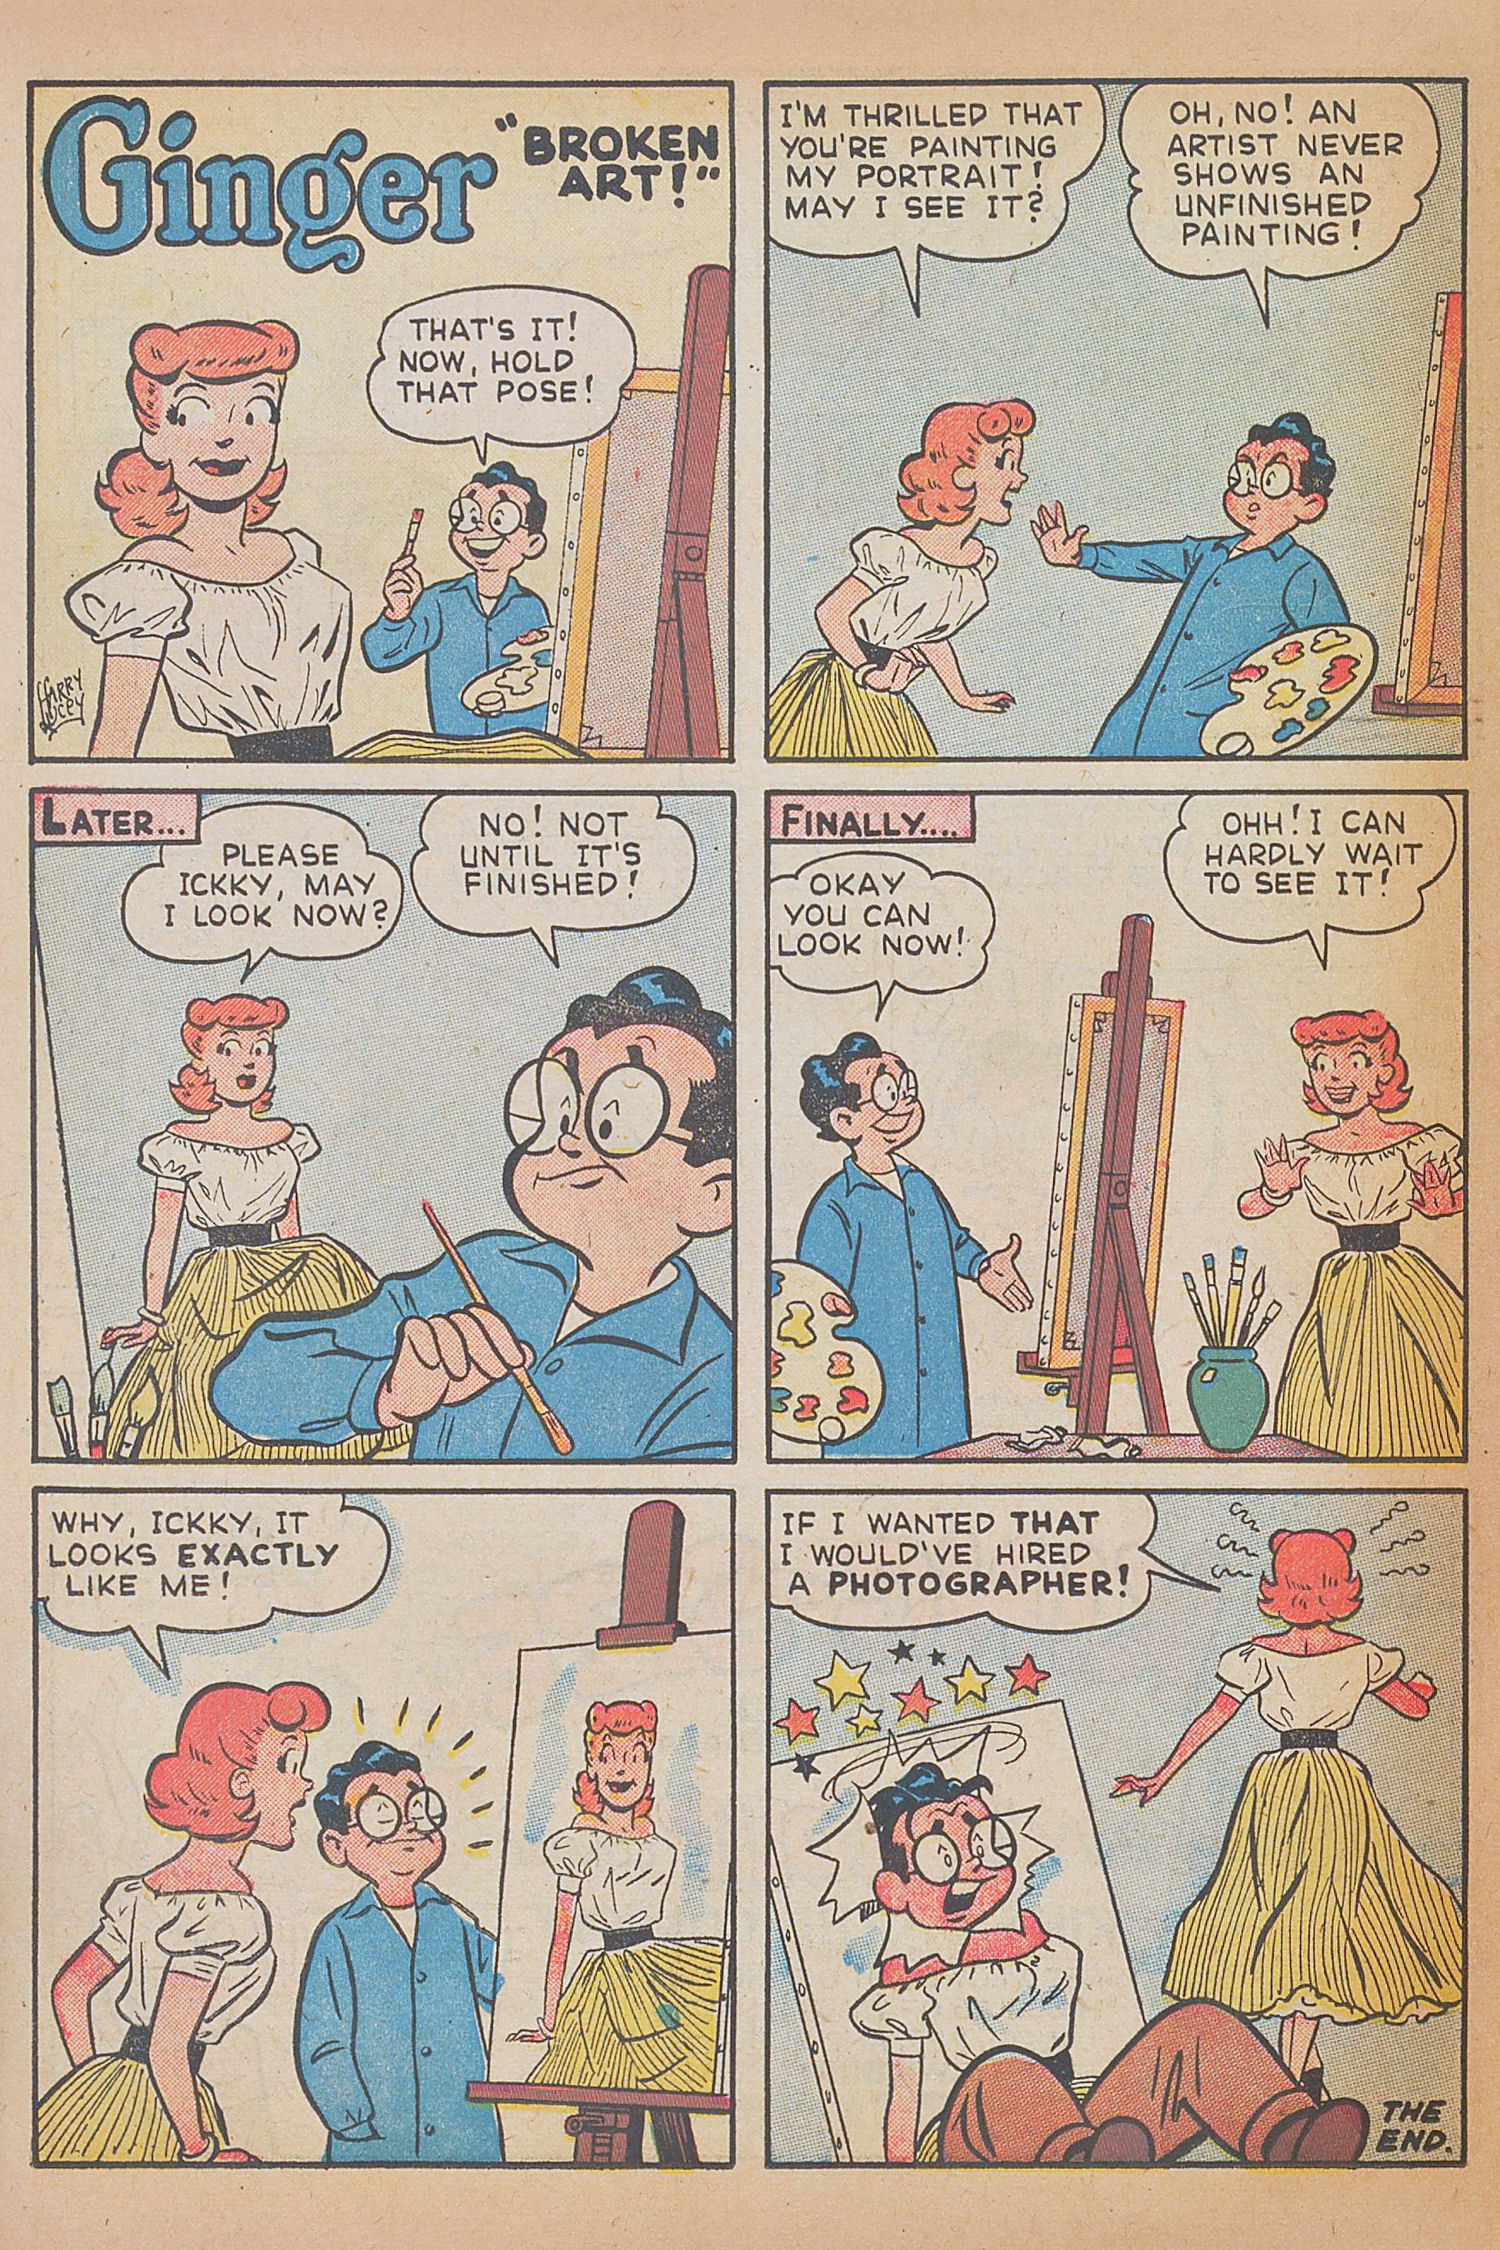 Ginger
"BROKEN
ART!"
THAT'S IT!
NOW, HOLD
THAT POSE!
HARRY
LUCEY
I'M THRILLED THAT
YOU'RE PAINTING
MY PORTRAIT!
MAY I SEE IT?
OH, NO! AN
ARTIST NEVER
SHOWS AN
UNFINISHED
PAINTING!
LATER...
PLEASE
ICKKY, MAY
I LOOK NOW?
NO! NOT
UNTIL IT'S
FINISHED!
FINALLY....
OKAY
YOU CAN
LOOK NOW!
OHH! I CAN
HARDLY WAIT
TO SEE IT!
WHY, ICKKY, IT
LOOKS EXACTLY
LIKE ME!
IF I WANTED THAT
I WOULD'VE HIRED
A PHOTOGRAPHER!
THE
END.